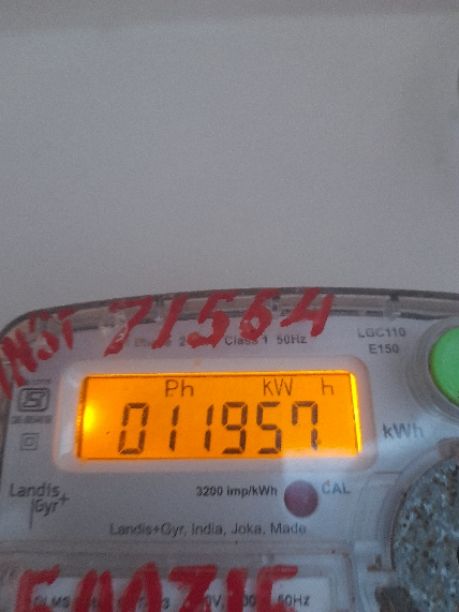 INST 71564
Class 1 50Hz
LGC110
E150
Ph KW h
011957
kWh
3200 imp/kWh CAL
Landis
Gyr+
Landis+Gyr, India, Joka, Made
50Hz